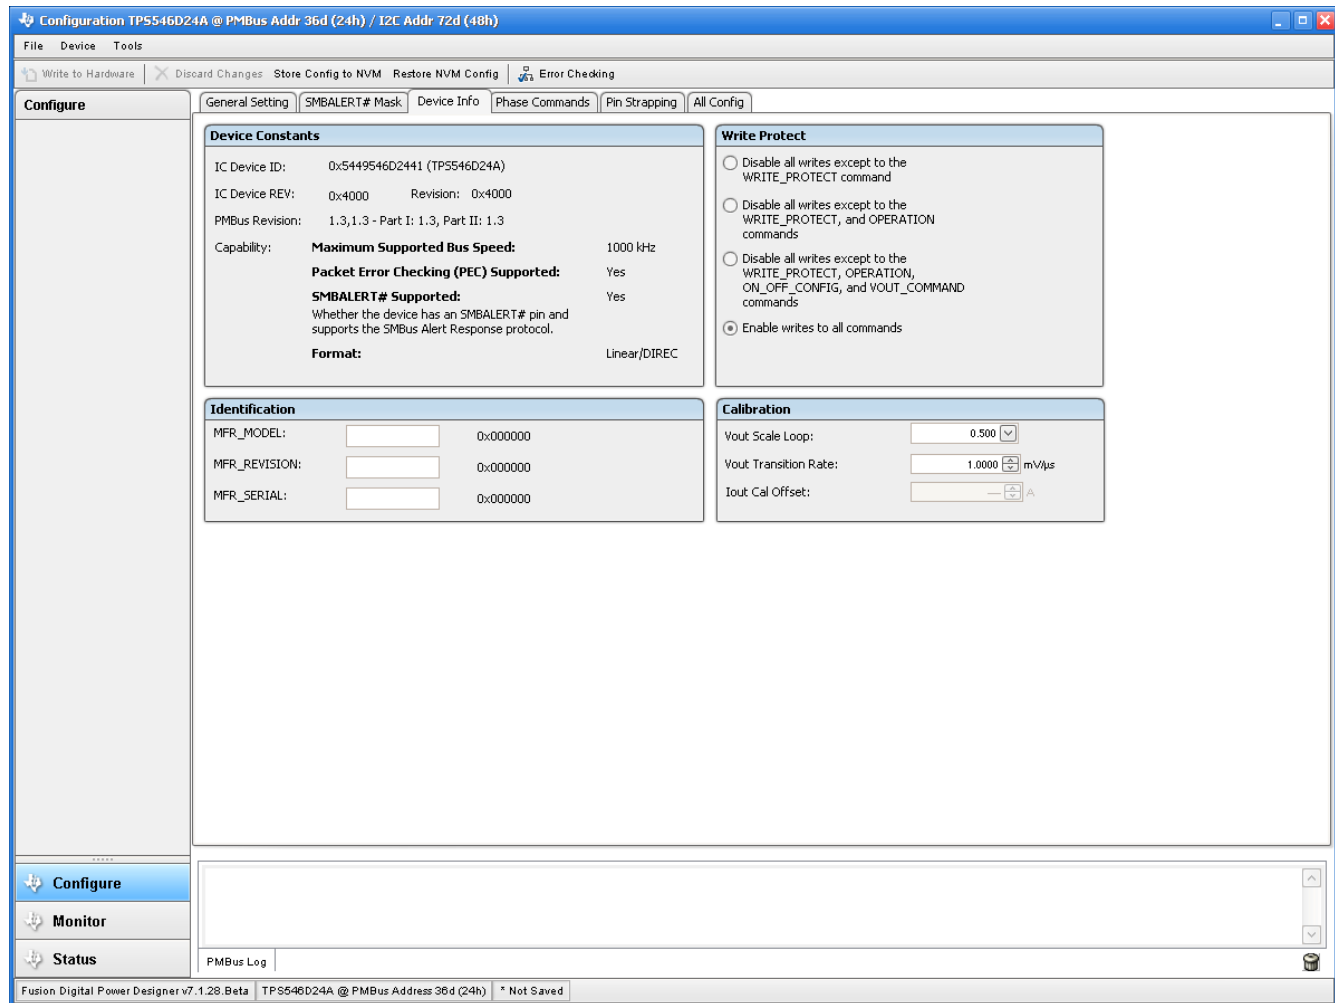 Configuration TPS546D24A @ PMBus Addr 36d (24h) / I2C Addr 72d (48h)
File Device Tools
Write to Hardware Discard Changes Store Config to NVM Restore NVM Config Error Checking
Configure
General Setting SMBALERT# Mask Device Info Phase Commands Pin Strapping All Config
Device Constants
IC Device ID: 0x5449546D2441 (TPS546D24A)
IC Device REV: 0x4000 Revision: 0x4000
PMBus Revision: 1.3,1.3 - Part I: 1.3, Part II: 1.3
Capability: Maximum Supported Bus Speed: 1000 kHz
Packet Error Checking (PEC) Supported: Yes
SMBALERT# Supported: Yes
Whether the device has an SMBALERT# pin and
supports the SMBus Alert Response protocol.
Format: Linear/DIREC
Write Protect
Disable all writes except to the
WRITE_PROTECT command
Disable all writes except to the
WRITE_PROTECT, and OPERATION
commands
Disable all writes except to the
WRITE_PROTECT, OPERATION,
ON_OFF_CONFIG, and VOUT_COMMAND
commands
Enable writes to all commands
Identification
MFR_MODEL: 0x000000
MFR_REVISION: 0x000000
MFR_SERIAL: 0x000000
Calibration
Vout Scale Loop: 0.500
Vout Transition Rate: 1.0000 mV/µs
Iout Cal Offset: — A
Configure
Monitor
Status
PMBus Log
Fusion Digital Power Designer v7.1.28.Beta TPS546D24A @ PMBus Address 36d (24h) * Not Saved